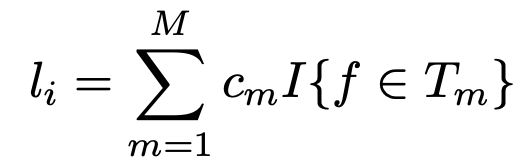 $l_i = \sum_{m=1}^{M} c_m I\{f \in T_m\}$